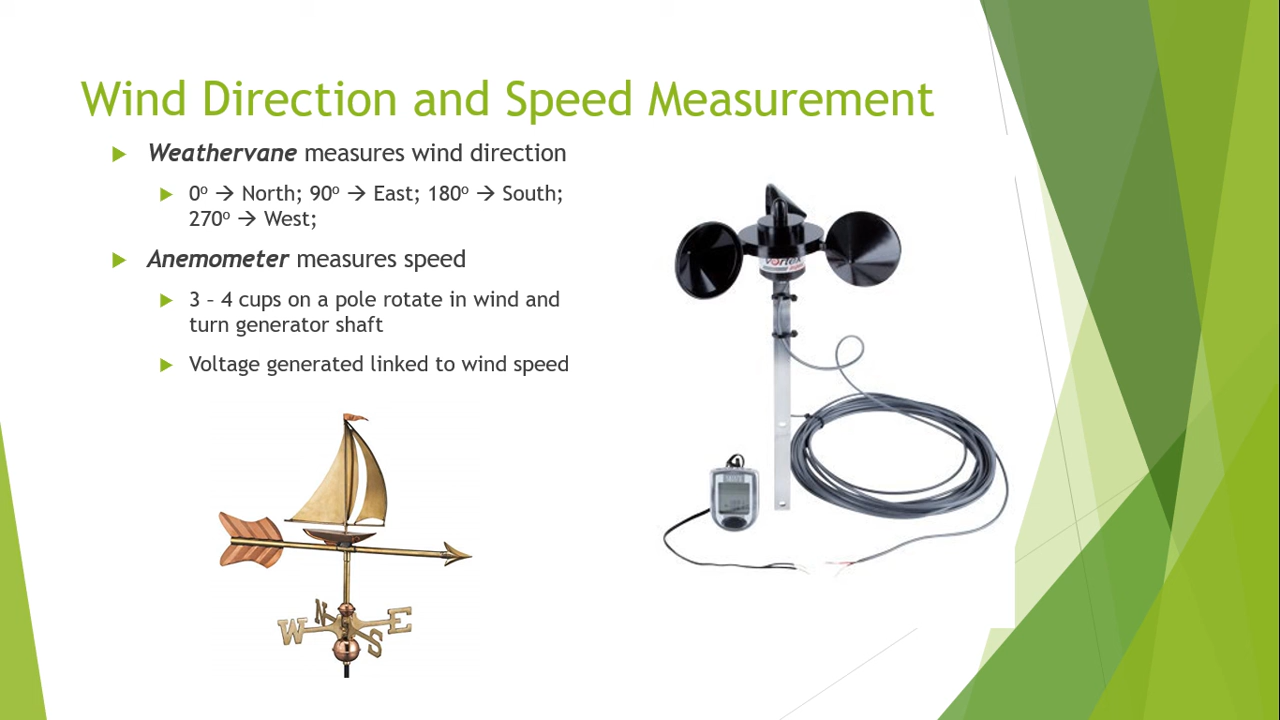 Wind Direction and Speed Measurement
Weathervane measures wind direction
0º → North; 90º → East; 180º → South;
270º → West;
Anemometer measures speed
3 – 4 cups on a pole rotate in wind and
turn generator shaft
Voltage generated linked to wind speed
Vortex
N
W E
S